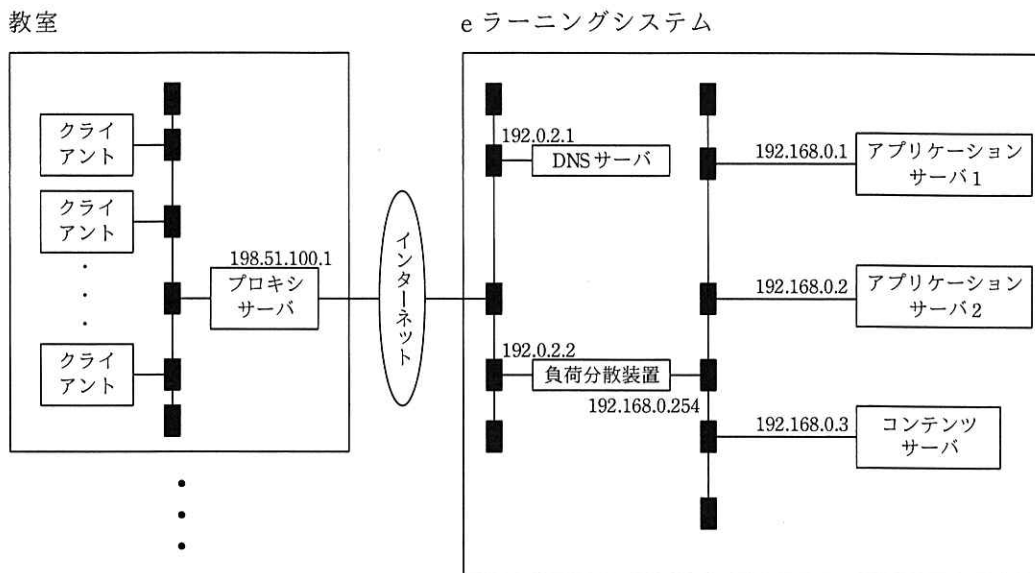 教室
eラーニングシステム
クライ
アント
クライ
アント
クライ
アント
198.51.100.1
プロキシ
サーバ
インターネット
192.0.2.1
DNSサーバ
192.0.2.2
負荷分散装置
192.168.0.254
192.168.0.1
アプリケーション
サーバ1
192.168.0.2
アプリケーション
サーバ2
192.168.0.3
コンテンツ
サーバ